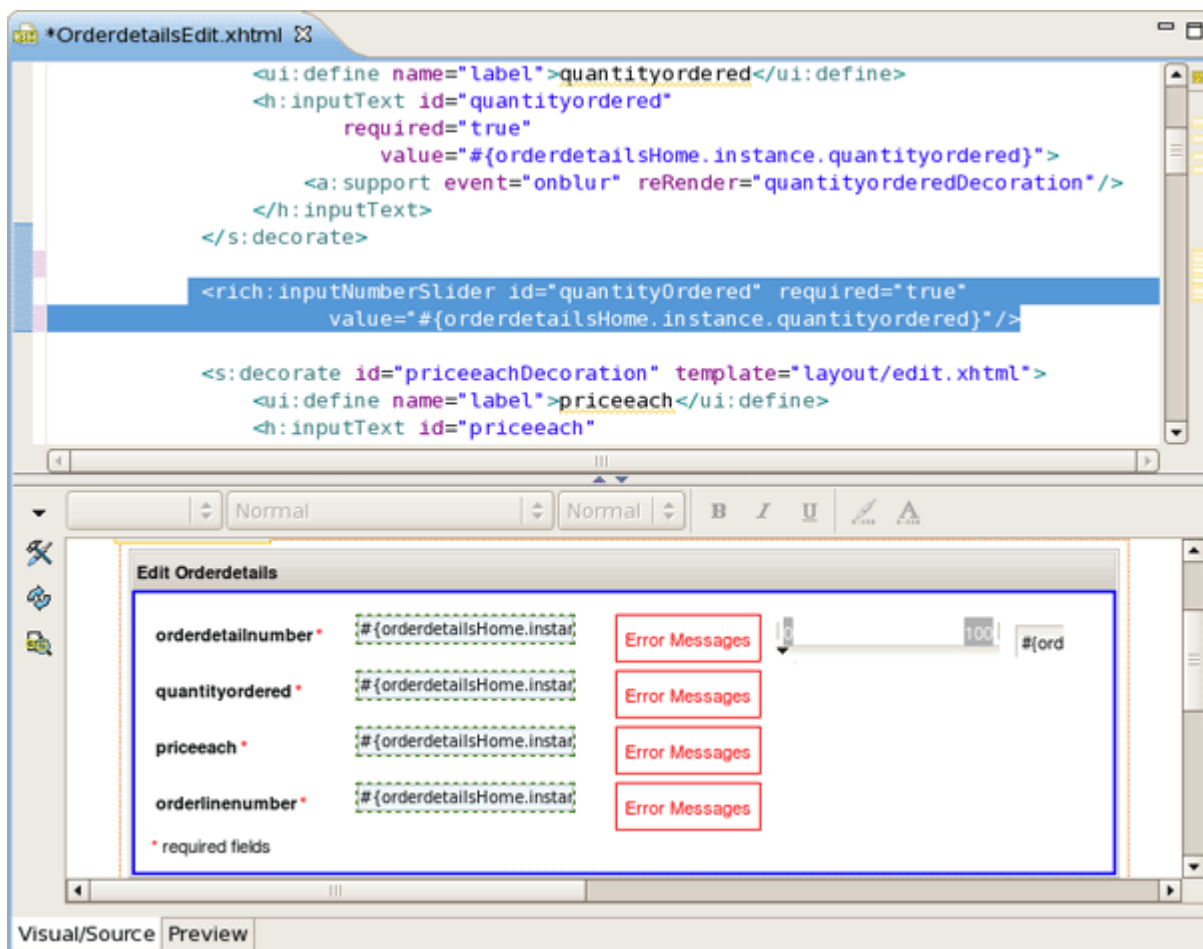 *OrderdetailsEdit.xhtml
<ui:define name="label">quantityordered</ui:define>
<h:inputText id="quantityordered"
required="true"
value="#{orderdetailsHome.instance.quantityordered}">
<a:support event="onblur" reRender="quantityorderedDecoration"/>
</h:inputText>
</s:decorate>
<rich:inputNumberSlider id="quantityOrdered" required="true"
value="#{orderdetailsHome.instance.quantityordered}"/>
<s:decorate id="priceeachDecoration" template="layout/edit.xhtml">
<ui:define name="label">priceeach</ui:define>
<h:inputText id="priceeach"
Normal Normal B I U A
Edit Orderdetails
orderdetailnumber* #{orderdetailsHome.instar Error Messages 0 100 #{ord
quantityordered * #{orderdetailsHome.instar Error Messages
priceeach * #{orderdetailsHome.instar Error Messages
orderlinenumber* #{orderdetailsHome.instar Error Messages
* required fields
Visual/Source Preview